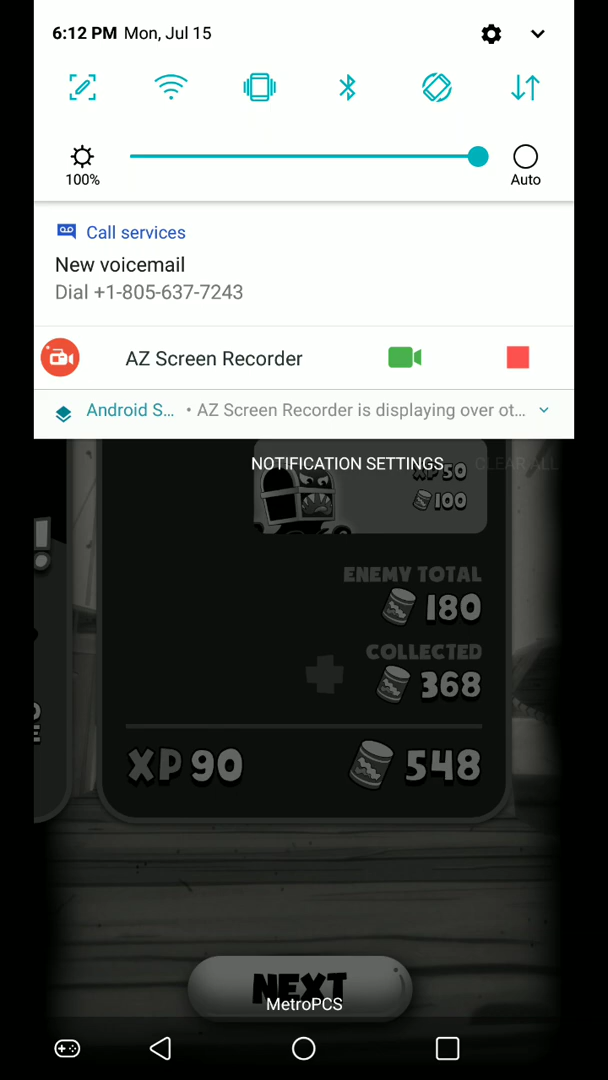 6:12 PM Mon, Jul 15
100%
Auto
Call services
New voicemail
Dial +1-805-637-7243
AZ Screen Recorder
Android S... • AZ Screen Recorder is displaying over ot...
NOTIFICATION SETTINGS
CLEAR ALL
XP 50
100
ENEMY TOTAL
180
COLLECTED
368
XP 90
548
NEXT
MetroPCS